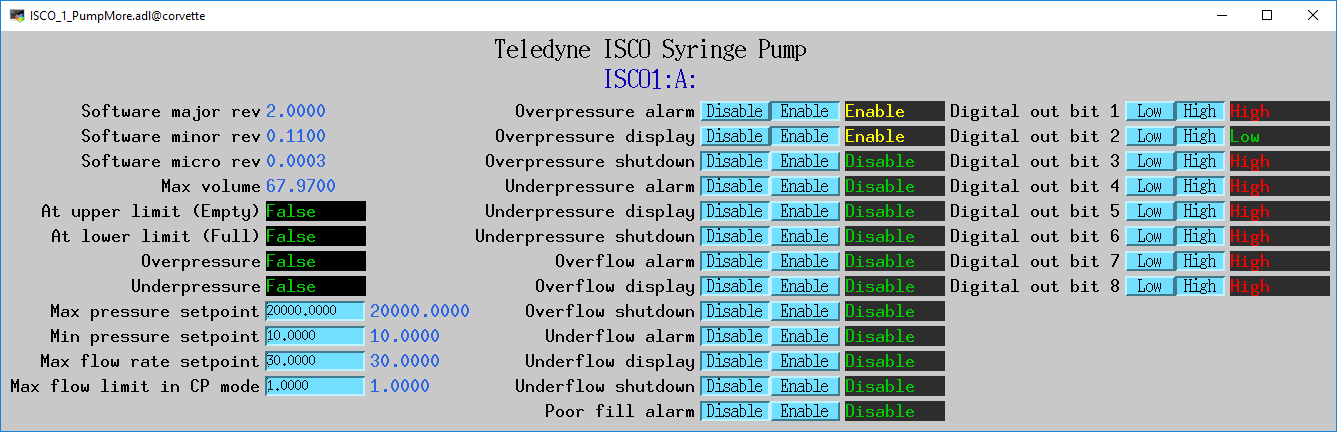 ISCO_1_PumpMore.adl@corvette
Teledyne ISCO Syringe Pump
ISCO1:A:
Software major rev 2.0000 Overpressure alarm Disable Enable Enable Digital out bit 1 Low High High
Software minor rev 0.1100 Overpressure display Disable Enable Enable Digital out bit 2 Low High Low
Software micro rev 0.0003 Overpressure shutdown Disable Enable Disable Digital out bit 3 Low High High
Max volume 67.9700 Underpressure alarm Disable Enable Disable Digital out bit 4 Low High High
At upper limit (Empty) False Underpressure display Disable Enable Disable Digital out bit 5 Low High High
At lower limit (Full) False Underpressure shutdown Disable Enable Disable Digital out bit 6 Low High High
Overpressure False Overflow alarm Disable Enable Disable Digital out bit 7 Low High High
Underpressure False Overflow display Disable Enable Disable Digital out bit 8 Low High High
Max pressure setpoint 20000.0000 20000.0000 Overflow shutdown Disable Enable Disable
Min pressure setpoint 10.0000 10.0000 Underflow alarm Disable Enable Disable
Max flow rate setpoint 30.0000 30.0000 Underflow display Disable Enable Disable
Max flow limit in CP mode 1.0000 1.0000 Underflow shutdown Disable Enable Disable
Poor fill alarm Disable Enable Disable